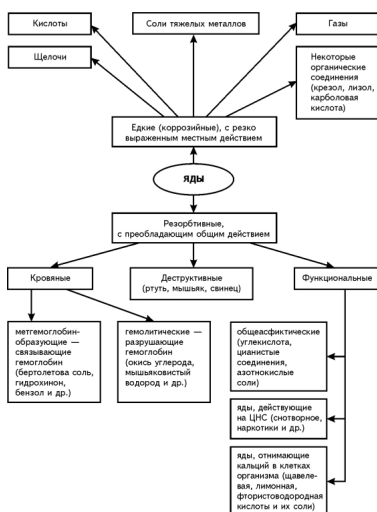 Кислоты
Соли тяжелых металлов
Газы
Щелочи
Некоторые
органические
соединения
(крезол, лизол,
карболовая
кислота)
Едкие (коррозийные), с резко
выраженным местным действием
ЯДЫ
Резорбтивные,
с преобладающим общим действием
Кровяные
Деструктивные
(ртуть, мышьяк, свинец)
Функциональные
метгемоглобин-
образующие —
связывающие
гемоглобин
(бертолетова соль,
гидрохинон,
бензол и др.)
гемолитические —
разрушающие
гемоглобин
(окись углерода,
мышьяковистый
водород и др.)
общеасфиктические
(углекислота,
цианистые
соединения,
азотнокислые
соли)
яды, действующие
на ЦНС (снотворное,
наркотики и др.)
яды, отнимающие
кальций в клетках
организма (щавеле-
вая, лимонная,
фтористоводородная
кислоты и их соли)